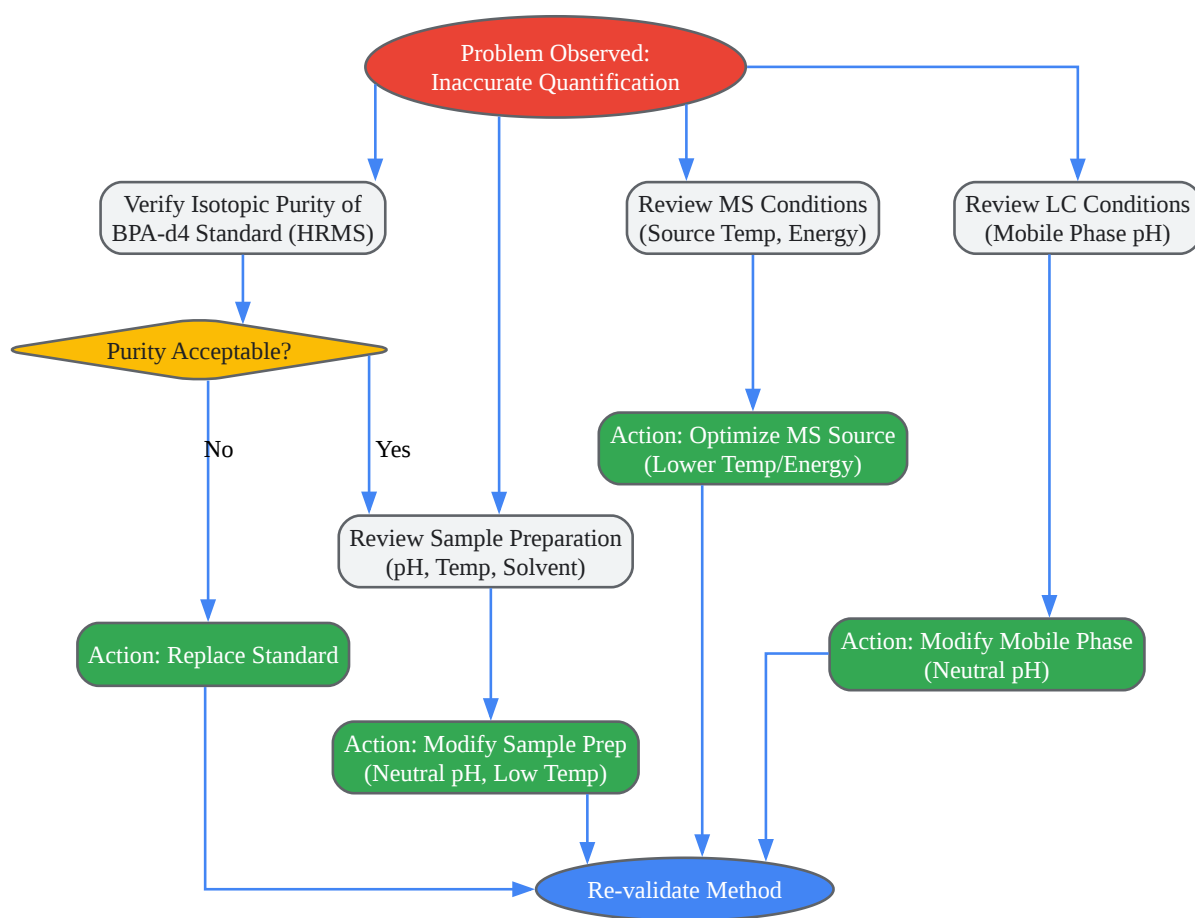 Problem Observed:
Inaccurate Quantification
Verify Isotopic Purity of
BPA-d4 Standard (HRMS)
Review MS Conditions
(Source Temp, Energy)
Review LC Conditions
(Mobile Phase pH)
Purity Acceptable?
No
Yes
Action: Optimize MS Source
(Lower Temp/Energy)
Review Sample Preparation
(pH, Temp, Solvent)
Action: Replace Standard
Action: Modify Mobile Phase
(Neutral pH)
Action: Modify Sample Prep
(Neutral pH, Low Temp)
Re-validate Method